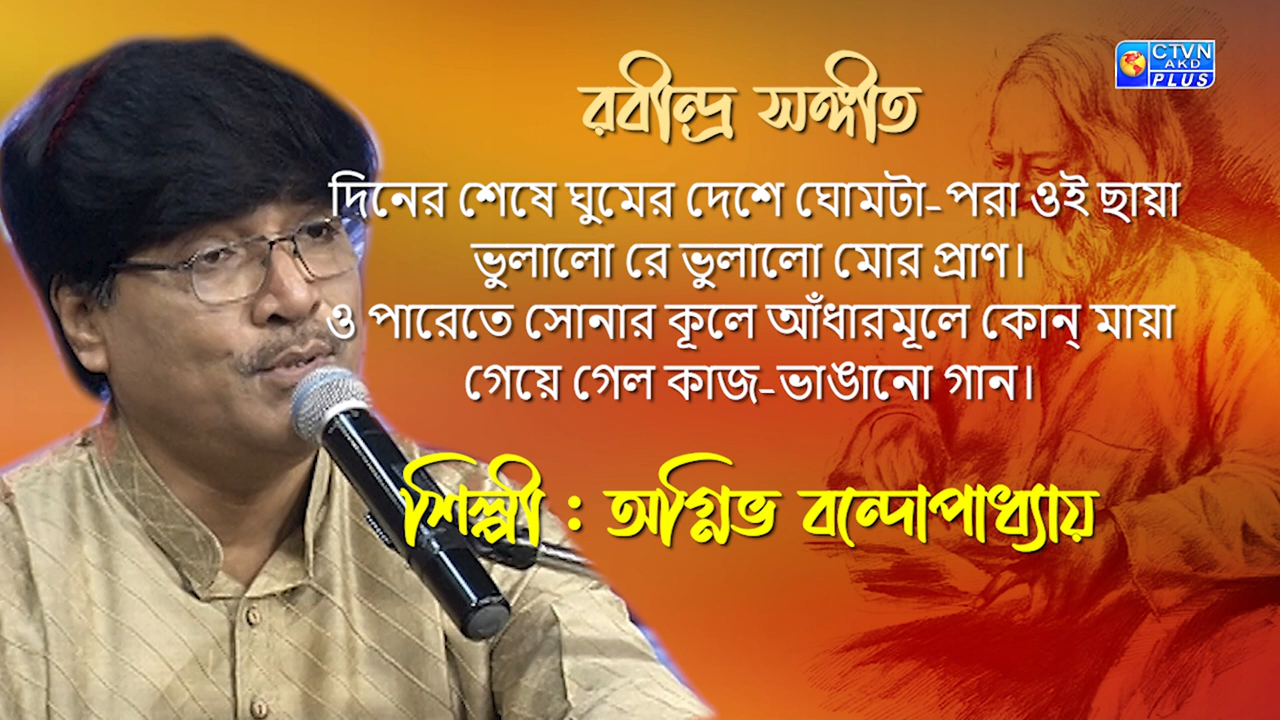 রবীন্দ্র সঙ্গীত
CTVN
AKD
PLUS
দিনের শেষে ঘুমের দেশে ঘোমটা-পরা ওই ছায়া
ভুলালো রে ভুলালো মোর প্রাণ।
ও পারেতে সোনার কূলে আঁধারমূলে কোন্ মায়া
গেয়ে গেল কাজ-ভাঙানো গান।
শিল্পী : অগ্নিভ বন্দোপাধ্যায়